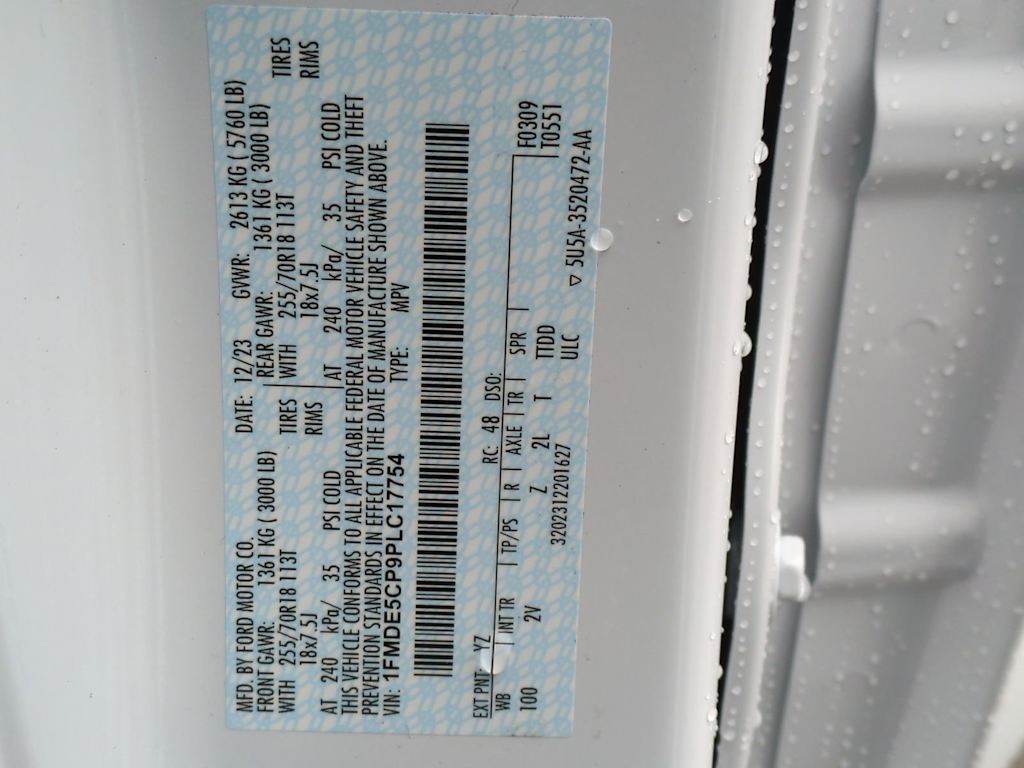 MFD. BY FORD MOTOR CO. DATE: 12/23 GVWR: 2613 KG ( 5760 LB)
FRONT GAWR: 1361 KG ( 3000 LB) REAR GAWR: 1361 KG ( 3000 LB)
WITH 255/70R18 113T TIRES WITH 255/70R18 113T TIRES
18x7.5J RIMS 18x7.5J RIMS
AT 240 kPa/ 35 PSI COLD AT 240 kPa/ 35 PSI COLD
THIS VEHICLE CONFORMS TO ALL APPLICABLE FEDERAL MOTOR VEHICLE SAFETY AND THEFT
PREVENTION STANDARDS IN EFFECT ON THE DATE OF MANUFACTURE SHOWN ABOVE.
VIN: 1FMDE5CP9PLC17754 TYPE: MPV
EXT PNT: YZ RC: 48 DSO: F0309
WB INT TR TP/PS R AXLE TR SPR T0551
100 2V Z 2L T TTDD
3202312201627 ULC
▽ 5U5A-3520472-AA